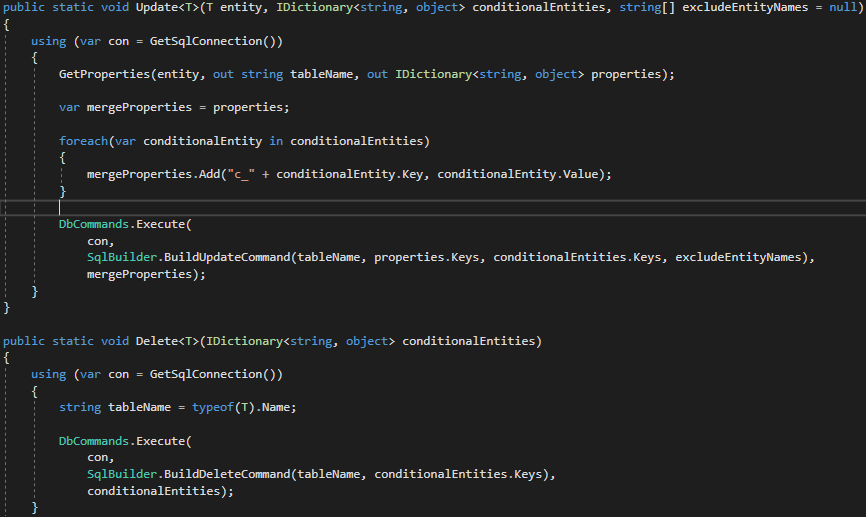 public static void Update<T>(T entity, IDictionary<string, object> conditionalEntities, string[] excludeEntityNames = null)
{
using (var con = GetSqlConnection())
{
GetProperties(entity, out string tableName, out IDictionary<string, object> properties);
var mergeProperties = properties;
foreach(var conditionalEntity in conditionalEntities)
{
mergeProperties.Add("c_" + conditionalEntity.Key, conditionalEntity.Value);
}
DbCommands.Execute(
con,
SqlBuilder.BuildUpdateCommand(tableName, properties.Keys, conditionalEntities.Keys, excludeEntityNames),
mergeProperties);
}
}
public static void Delete<T>(IDictionary<string, object> conditionalEntities)
{
using (var con = GetSqlConnection())
{
string tableName = typeof(T).Name;
DbCommands.Execute(
con,
SqlBuilder.BuildDeleteCommand(tableName, conditionalEntities.Keys),
conditionalEntities);
}